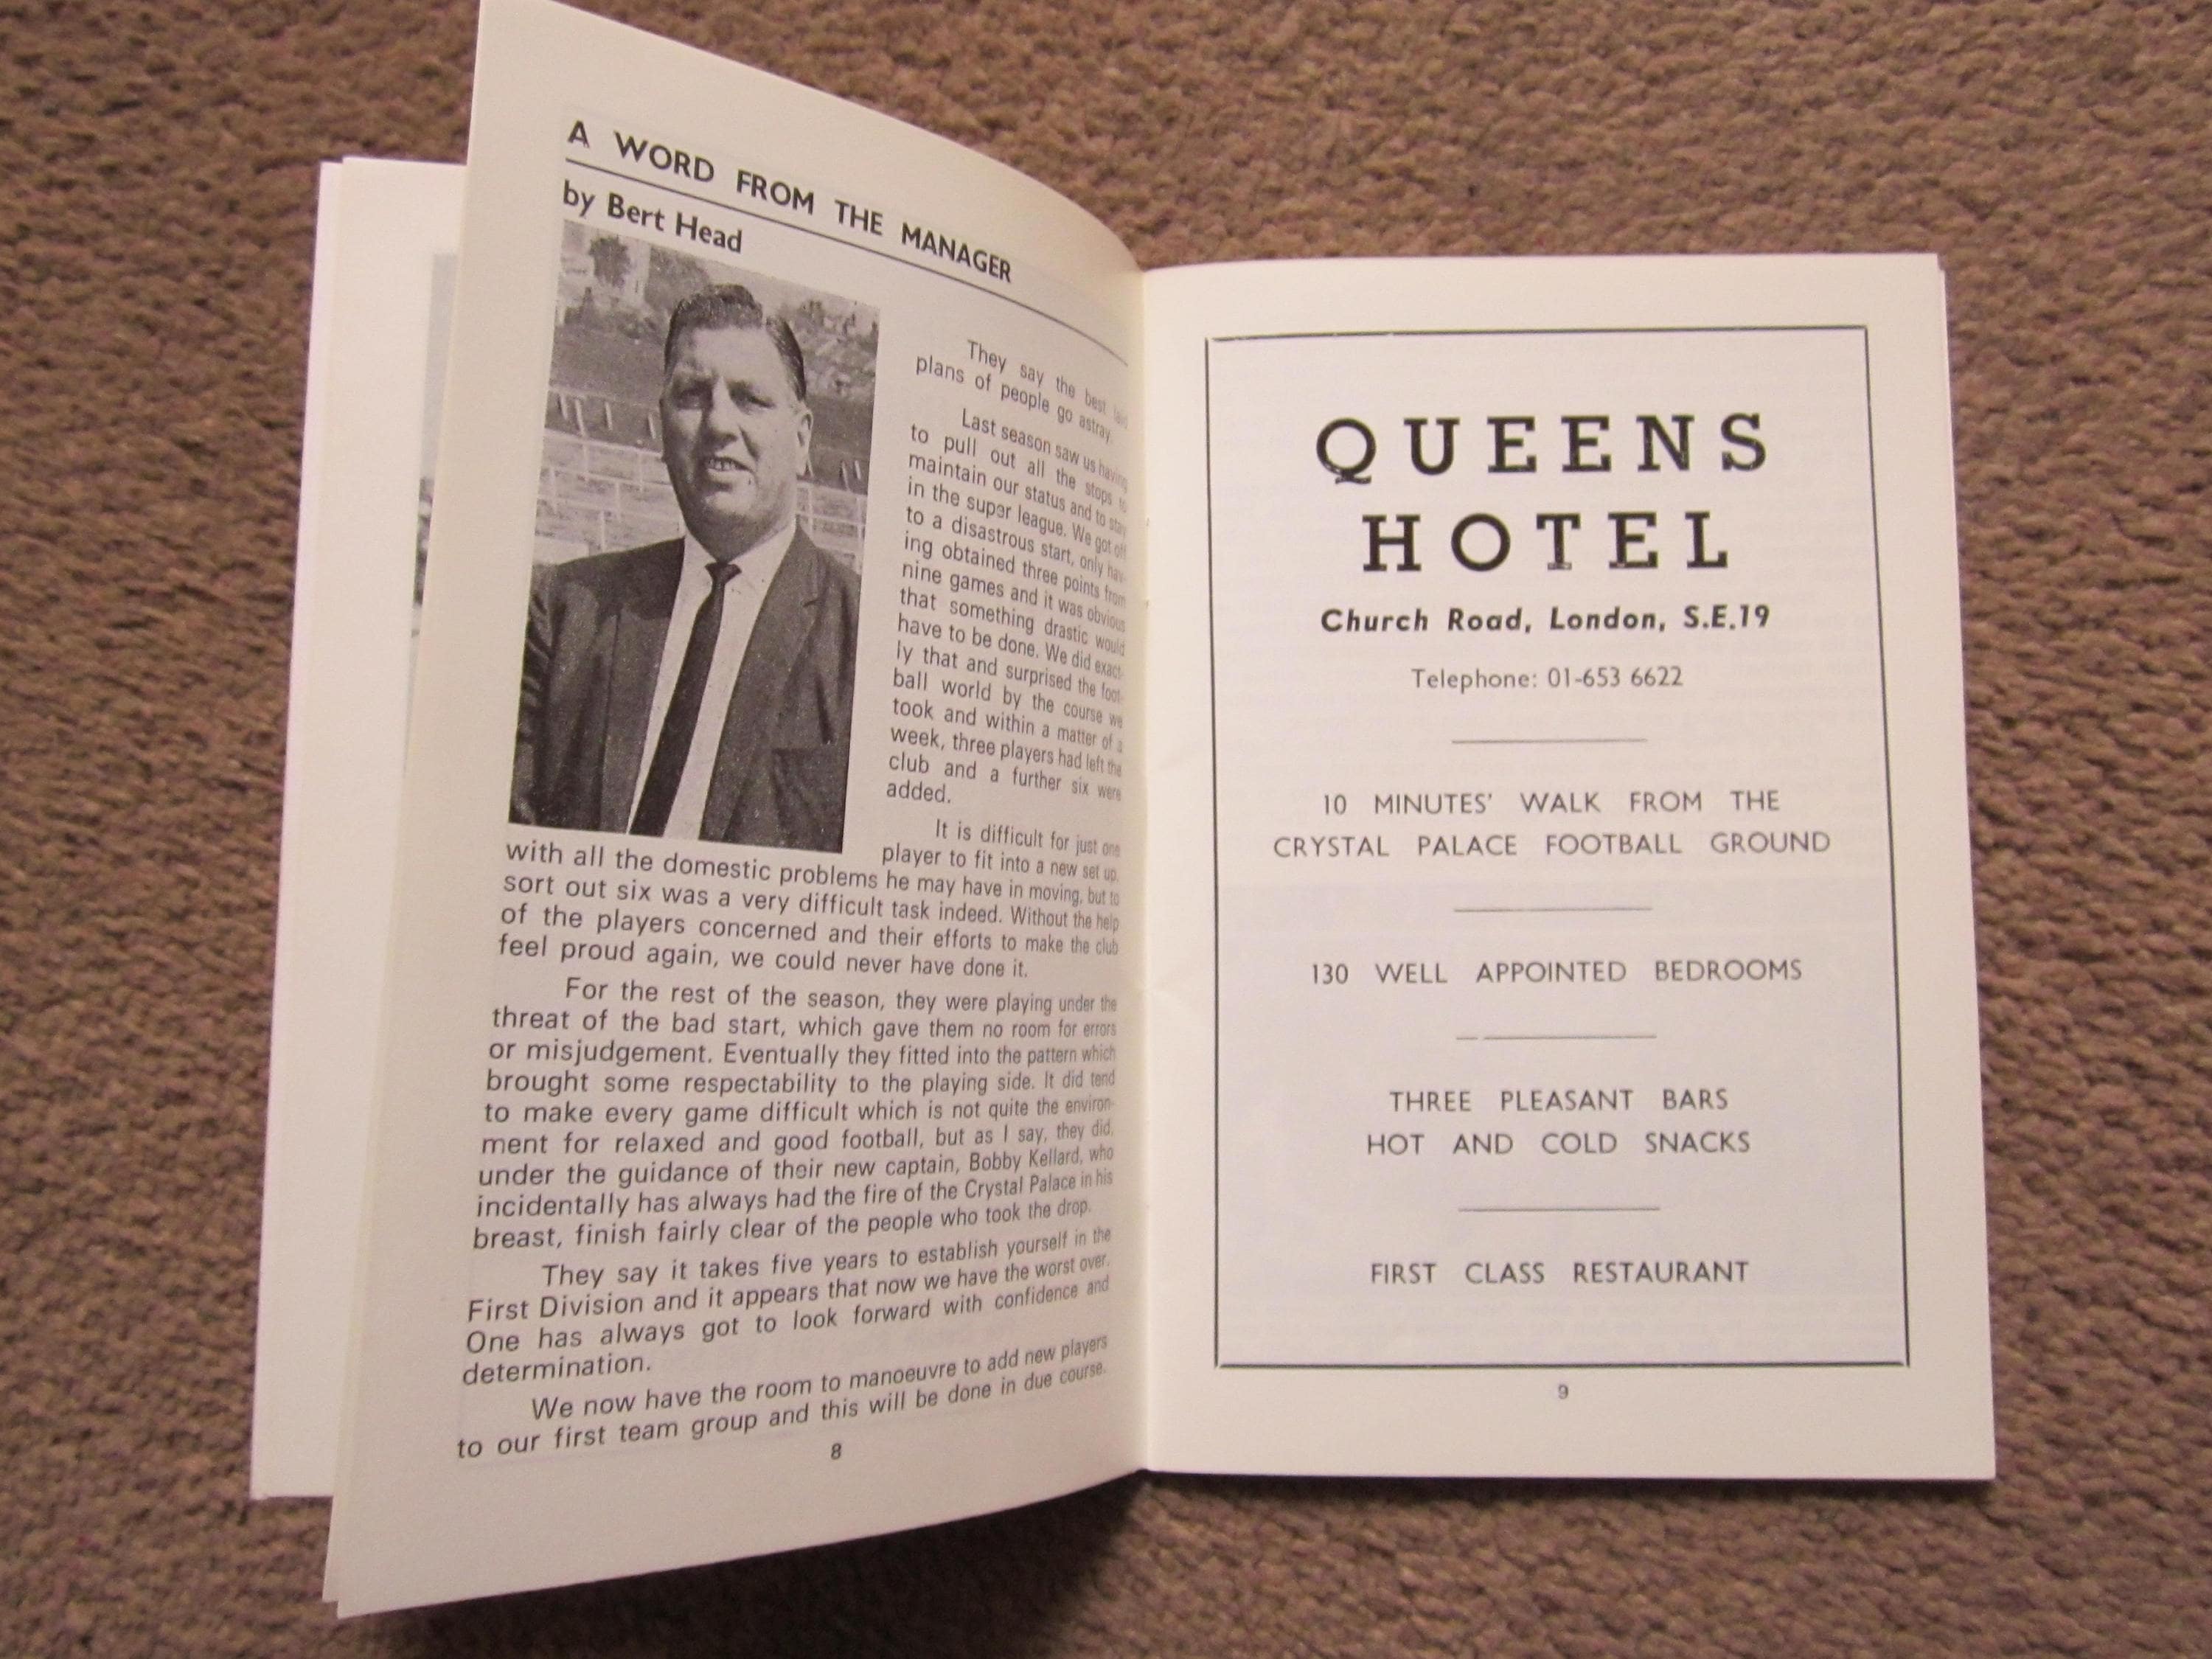 A WORD FROM THE MANAGER
by Bert Head
They say the best laid
plans of people go astray.
Last season saw us having
to pull out all the stops to
maintain our status and to stay
in the super league. We got off
to a disastrous start, only hav-
ing obtained three points from
nine games and it was obvious
that something drastic would
have to be done. We did exact-
ly that and surprised the foot-
ball world by the course we
took and within a matter of a
week, three players had left the
club and a further six were
added.
It is difficult for just one
player to fit into a new set up,
with all the domestic problems he may have in moving, but to
sort out six was a very difficult task indeed. Without the help
of the players concerned and their efforts to make the club
feel proud again, we could never have done it.
For the rest of the season, they were playing under the
threat of the bad start, which gave them no room for errors
or misjudgement. Eventually they fitted into the pattern which
brought some respectability to the playing side. It did tend
to make every game difficult which is not quite the environ-
ment for relaxed and good football, but as I say, they did,
under the guidance of their new captain, Bobby Kellard, who
incidentally has always had the fire of the Crystal Palace in his
breast, finish fairly clear of the people who took the drop.
They say it takes five years to establish yourself in the
First Division and it appears that now we have the worst over.
One has always got to look forward with confidence and
determination.
We now have the room to manoeuvre to add new players
to our first team group and this will be done in due course.
8
QUEENS
HOTEL
Church Road, London, S.E.19
Telephone: 01-653 6622
10 MINUTES' WALK FROM THE
CRYSTAL PALACE FOOTBALL GROUND
130 WELL APPOINTED BEDROOMS
THREE PLEASANT BARS
HOT AND COLD SNACKS
FIRST CLASS RESTAURANT
9